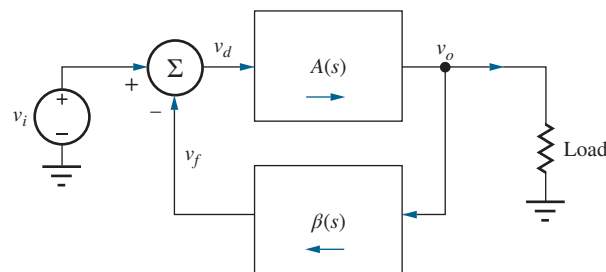 v_d
v_o
Σ
A(s)
+
+
−
v_i
−
Load
v_f
β(s)